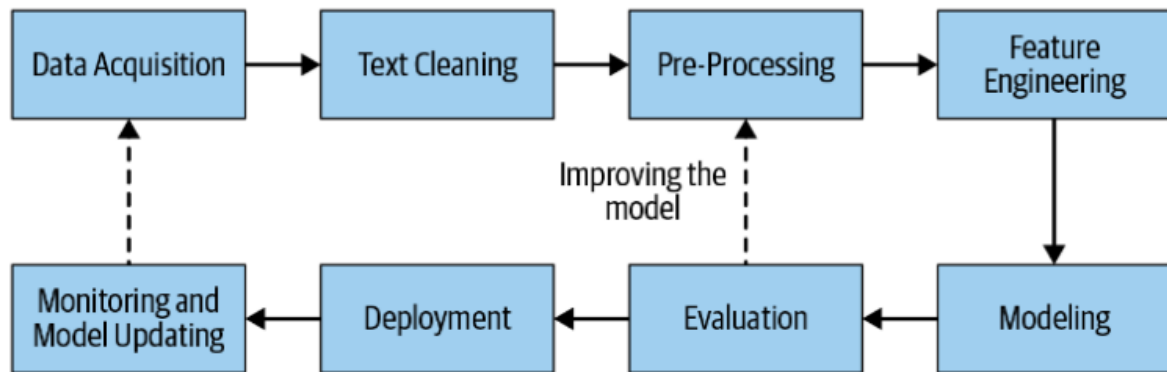 Data Acquisition
Text Cleaning
Pre-Processing
Feature
Engineering
Improving the
model
Monitoring and
Model Updating
Deployment
Evaluation
Modeling